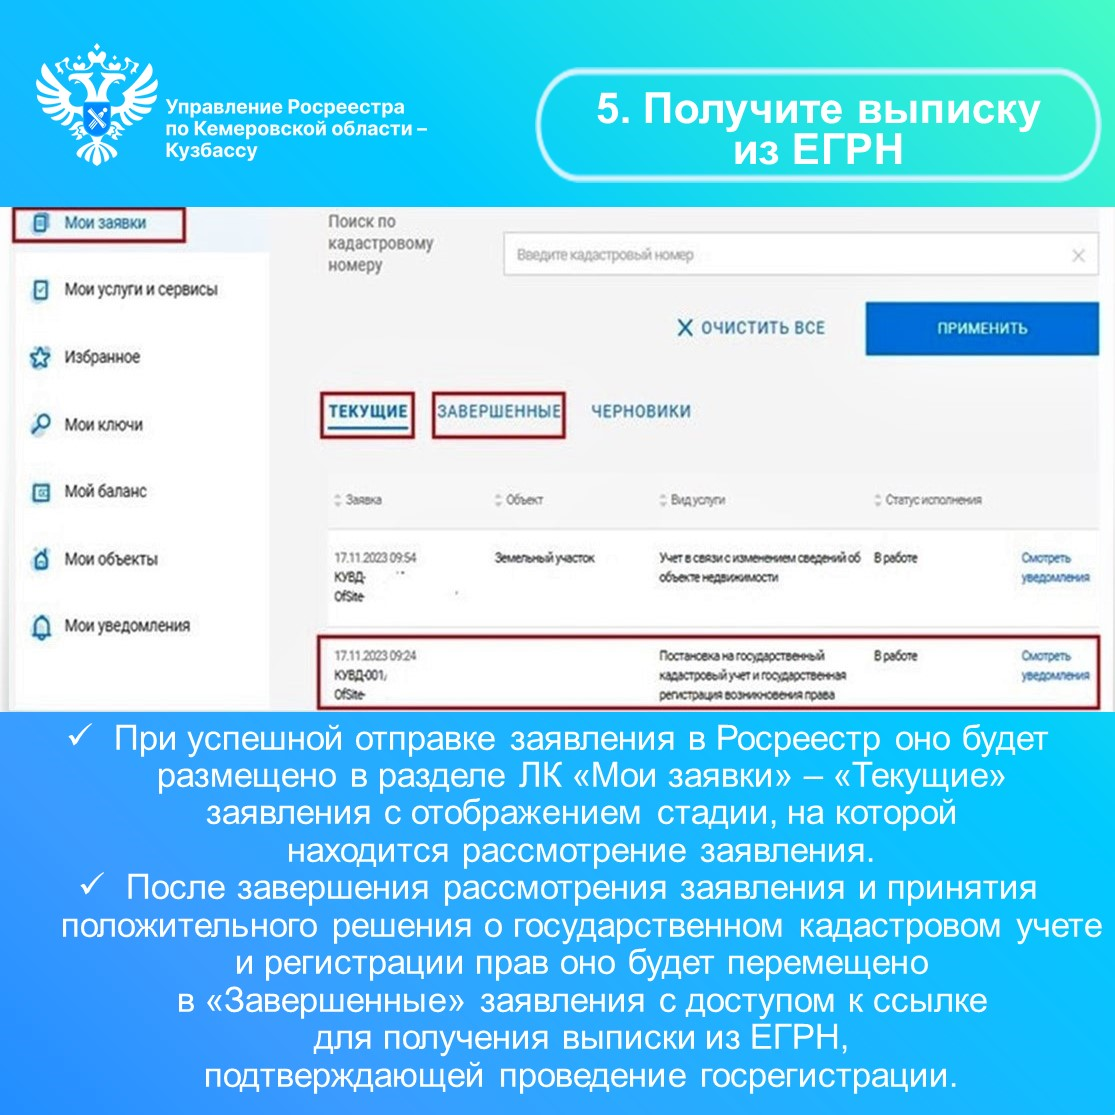 Управление Росреестра
по Кемеровской области –
Кузбассу
5. Получите выписку
из ЕГРН
Мои заявки
Мои услуги и сервисы
Избранное
Мои ключи
Мой баланс
Мои объекты
Мои уведомления
Поиск по
кадастровому
номеру
Введите кадастровый номер
ОЧИСТИТЬ ВСЕ
ПРИМЕНИТЬ
ТЕКУЩИЕ ЗАВЕРШЕННЫЕ ЧЕРНОВИКИ
Заявка Объект Вид услуги Статус исполнения
17.11.2023 09:54
КУВД-
OfSite-
Земельный участок
Учет в связи с изменением сведений об
объекте недвижимости
В работе
Смотреть
уведомления
17.11.2023 09:24
КУВД-001/
OfSite-
Постановка на государственный
кадастровый учет и государственная
регистрация возникновения права
В работе
Смотреть
уведомления
✓ При успешной отправке заявления в Росреестр оно будет
размещено в разделе ЛК «Мои заявки» – «Текущие»
заявления с отображением стадии, на которой
находится рассмотрение заявления.
✓ После завершения рассмотрения заявления и принятия
положительного решения о государственном кадастровом учете
и регистрации прав оно будет перемещено
в «Завершенные» заявления с доступом к ссылке
для получения выписки из ЕГРН,
подтверждающей проведение госрегистрации.